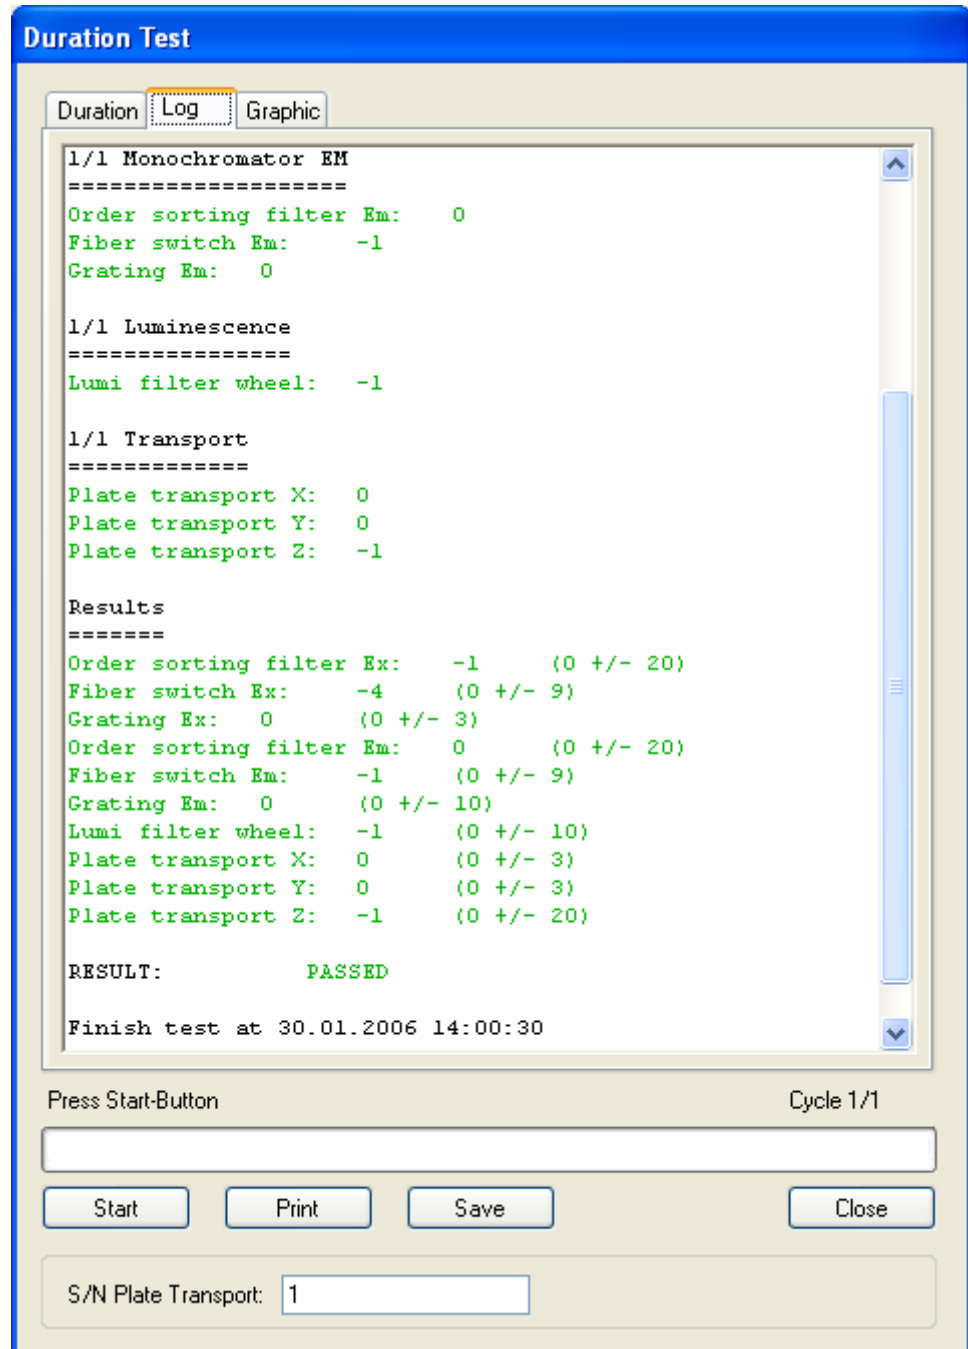 Duration Test
Duration Log Graphic
1/1 Monochromator EM
====================
Order sorting filter Em: 0
Fiber switch Em: -1
Grating Em: 0
1/1 Luminescence
================
Lumi filter wheel: -1
1/1 Transport
=============
Plate transport X: 0
Plate transport Y: 0
Plate transport Z: -1
Results
=======
Order sorting filter Ex: -1 (0 +/- 20)
Fiber switch Ex: -4 (0 +/- 9)
Grating Ex: 0 (0 +/- 3)
Order sorting filter Em: 0 (0 +/- 20)
Fiber switch Em: -1 (0 +/- 9)
Grating Em: 0 (0 +/- 10)
Lumi filter wheel: -1 (0 +/- 10)
Plate transport X: 0 (0 +/- 3)
Plate transport Y: 0 (0 +/- 3)
Plate transport Z: -1 (0 +/- 20)
RESULT: PASSED
Finish test at 30.01.2006 14:00:30
Press Start-Button Cycle 1/1
Start Print Save Close
S/N Plate Transport: 1